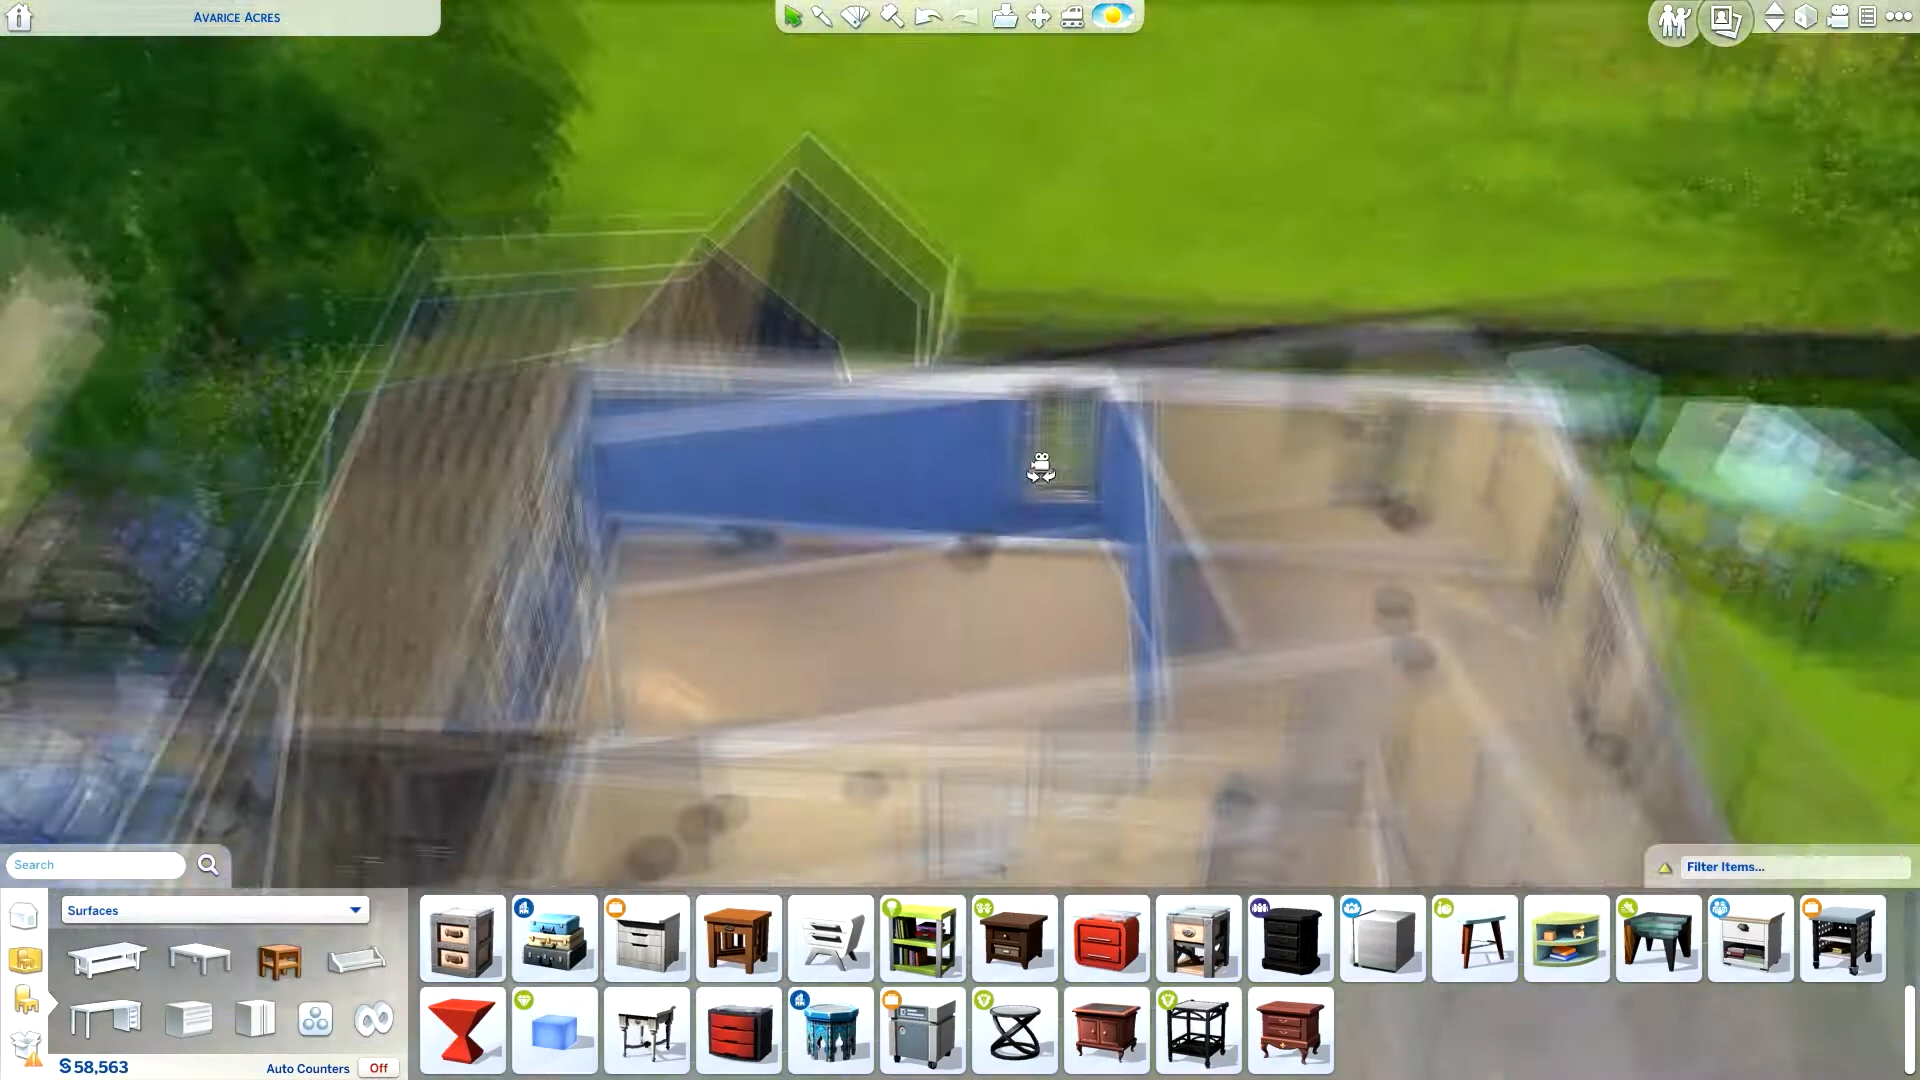 AVARICE ACRES
Search
Filter Items...
Surfaces
§58,563
Auto Counters
Off